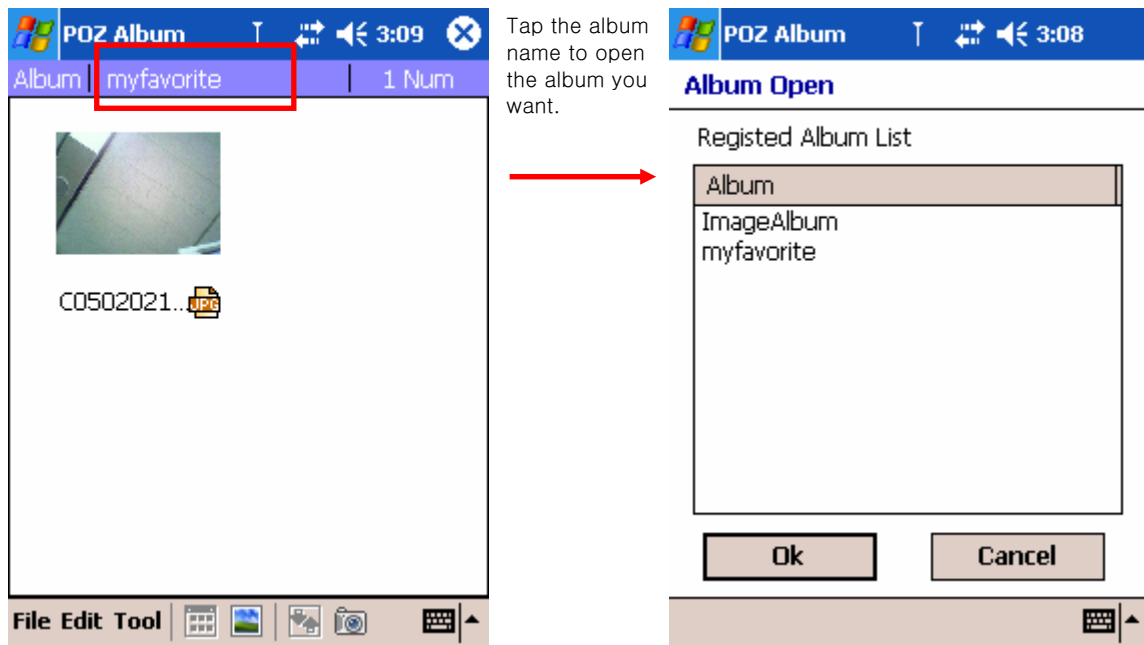 POZ Album 3:09
Album myfavorite 1 Num
C0502021...
JPG
File Edit Tool
Tap the album
name to open
the album you
want.
POZ Album 3:08
Album Open
Registed Album List
Album
ImageAlbum
myfavorite
Ok Cancel